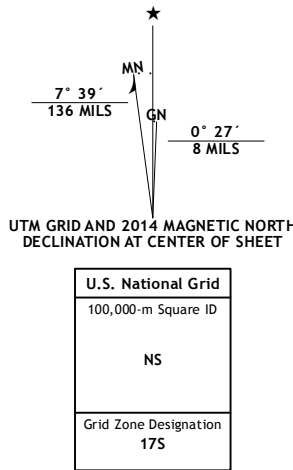 MN
7° 39´
136 MILS
GN
0° 27´
8 MILS
UTM GRID AND 2014 MAGNETIC NORTH
DECLINATION AT CENTER OF SHEET
U.S. National Grid
100,000-m Square ID
NS
Grid Zone Designation
17S